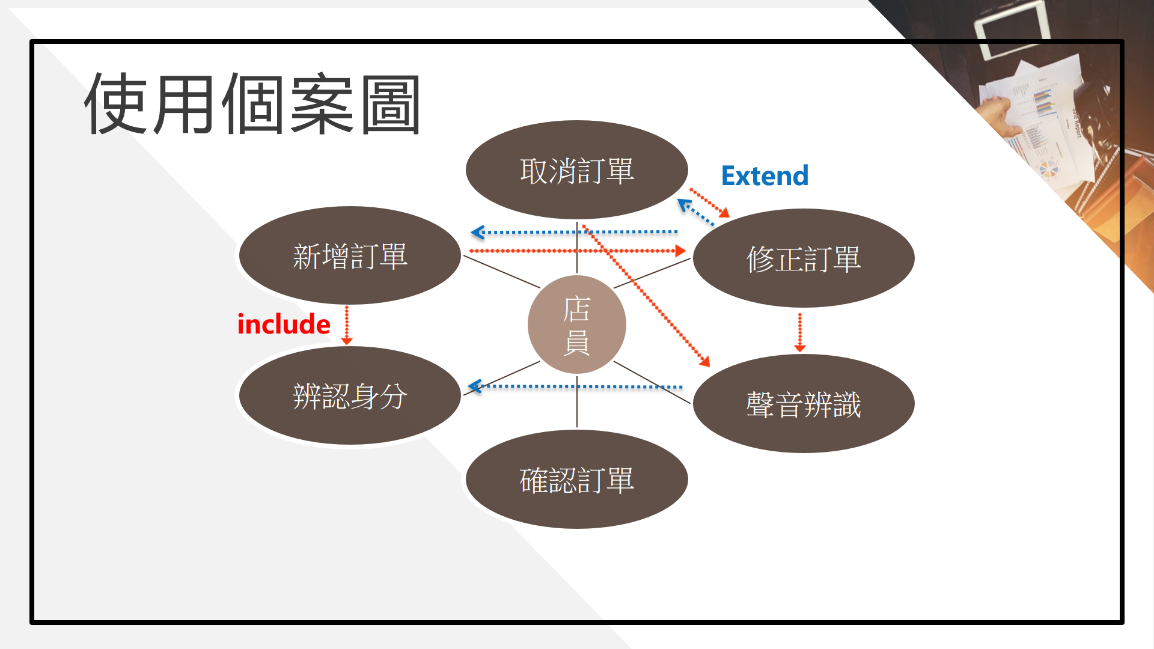 使用個案圖
取消訂單
Extend
新增訂單
修正訂單
店
員
include
辨認身分
聲音辨識
確認訂單